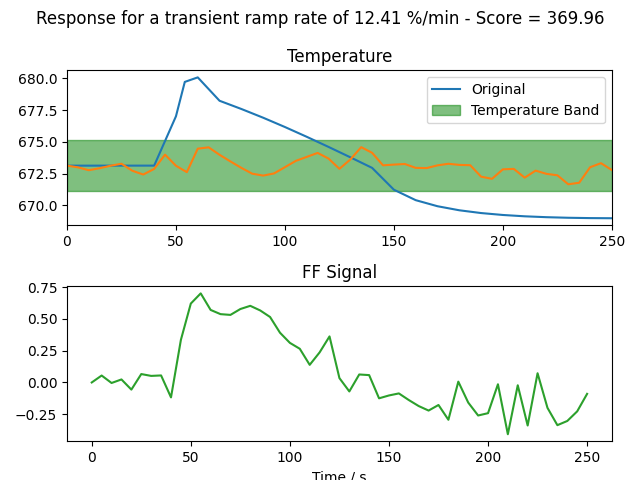 Response for a transient ramp rate of 12.41 %/min - Score = 369.96
Temperature
680.0
677.5
675.0
672.5
670.0
Original
Temperature Band
0 50 100 150 200 250
FF Signal
0.75
0.50
0.25
0.00
−0.25
0 50 100 150 200 250
Time / s